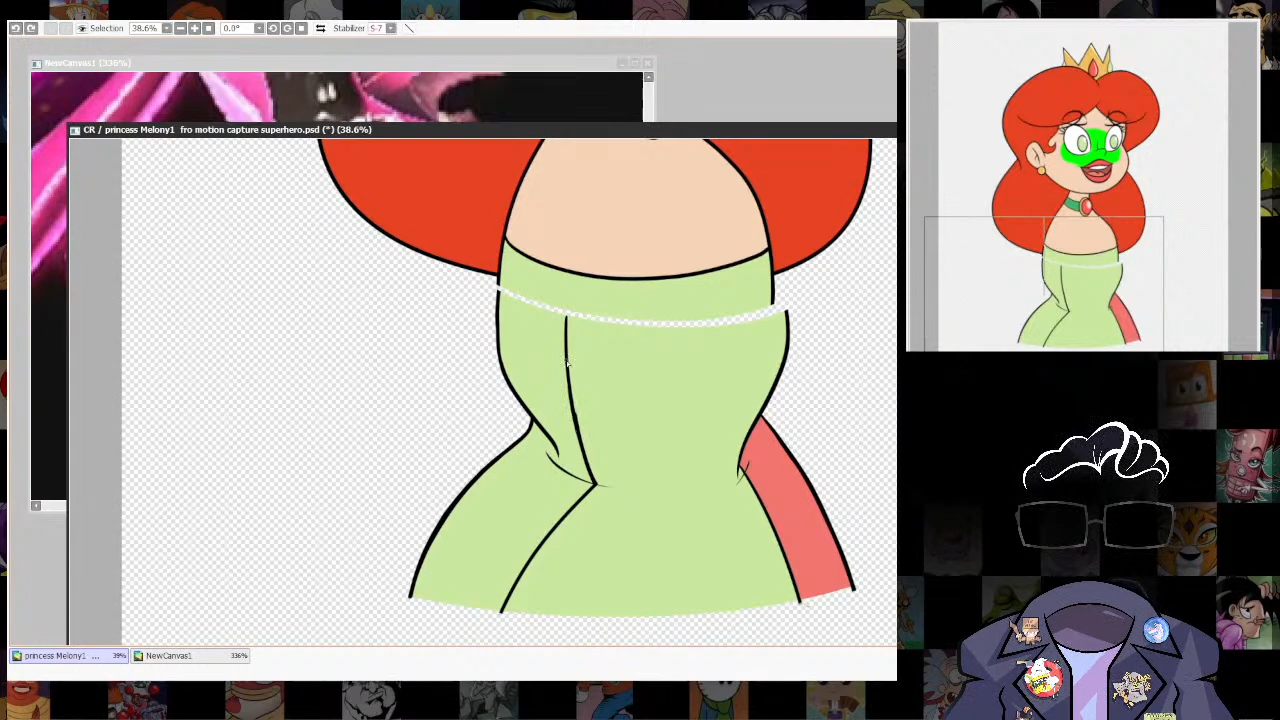 Selection 38.6% 0.0° Stabilizer S-7
NewCanvas1 (336%)
CR / princess Melony1 fro motion capture superhero.psd (*) (38.6%)
princess Melony1 ... 39% NewCanvas1 336%